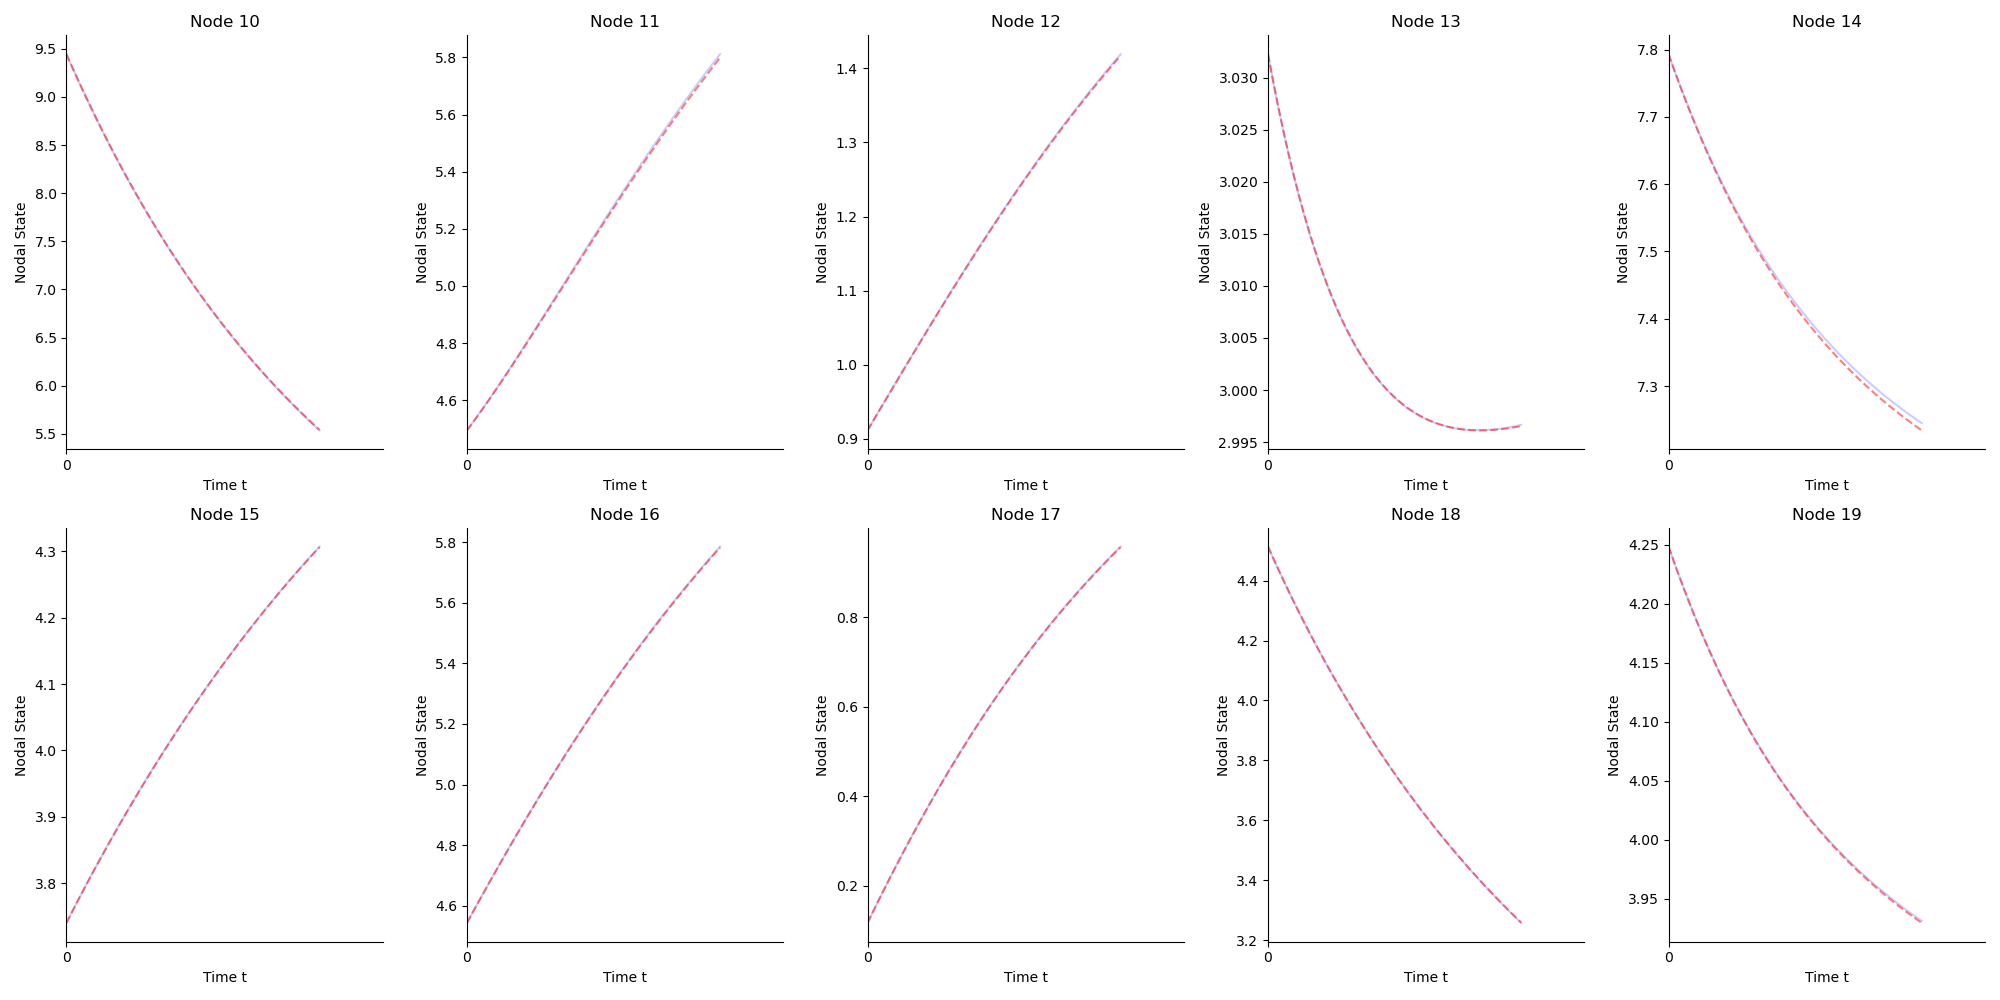 Node 10
9.5
9.0
8.5
8.0
7.5
7.0
6.5
6.0
5.5
Nodal State
0
Time t
Node 11
5.8
5.6
5.4
5.2
5.0
4.8
4.6
Nodal State
0
Time t
Node 12
1.4
1.3
1.2
1.1
1.0
0.9
Nodal State
0
Time t
Node 13
3.030
3.025
3.020
3.015
3.010
3.005
3.000
2.995
Nodal State
0
Time t
Node 14
7.8
7.7
7.6
7.5
7.4
7.3
Nodal State
0
Time t
Node 15
4.3
4.2
4.1
4.0
3.9
3.8
Nodal State
0
Time t
Node 16
5.8
5.6
5.4
5.2
5.0
4.8
4.6
Nodal State
0
Time t
Node 17
0.8
0.6
0.4
0.2
Nodal State
0
Time t
Node 18
4.4
4.2
4.0
3.8
3.6
3.4
3.2
Nodal State
0
Time t
Node 19
4.25
4.20
4.15
4.10
4.05
4.00
3.95
Nodal State
0
Time t